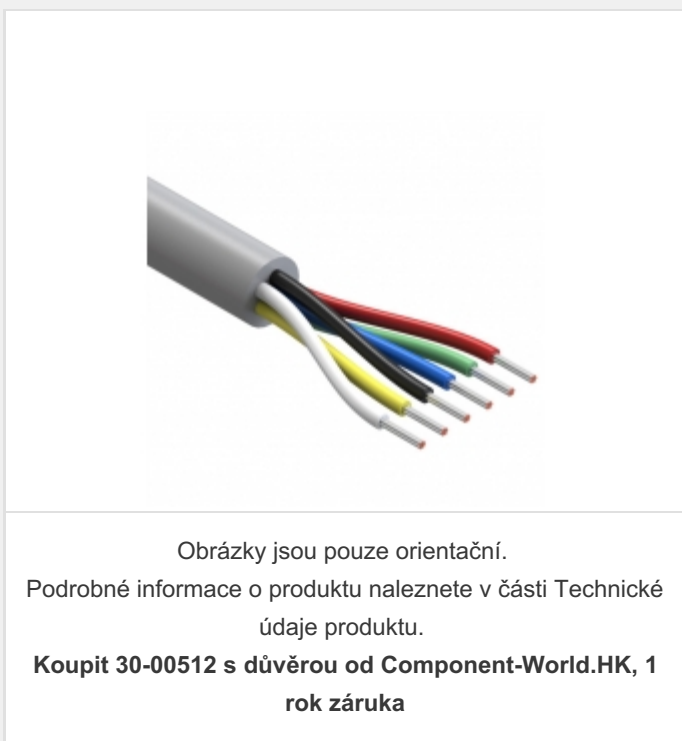 Obrázky jsou pouze orientační.
Podrobné informace o produktu naleznete v části Technické
údaje produktu.
Koupit 30-00512 s důvěrou od Component-World.HK, 1
rok záruka